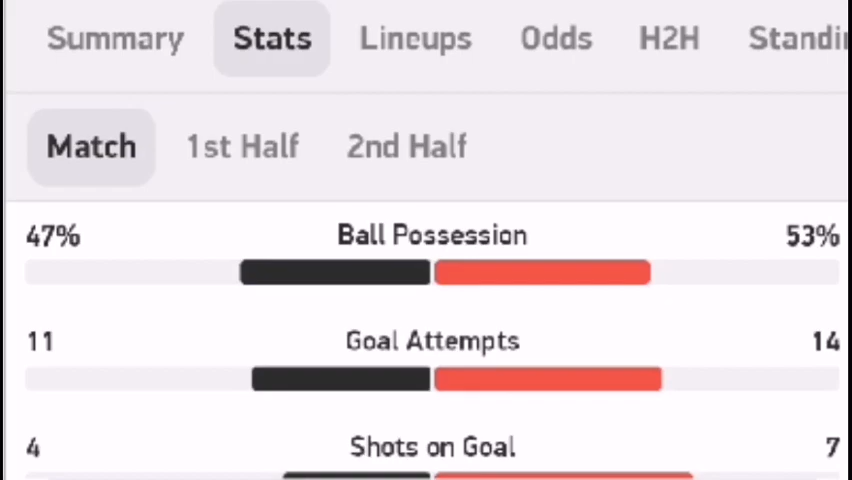 Summary Stats Lineups Odds H2H Standi
Match 1st Half 2nd Half
47% Ball Possession 53%
11 Goal Attempts 14
4 Shots on Goal 7